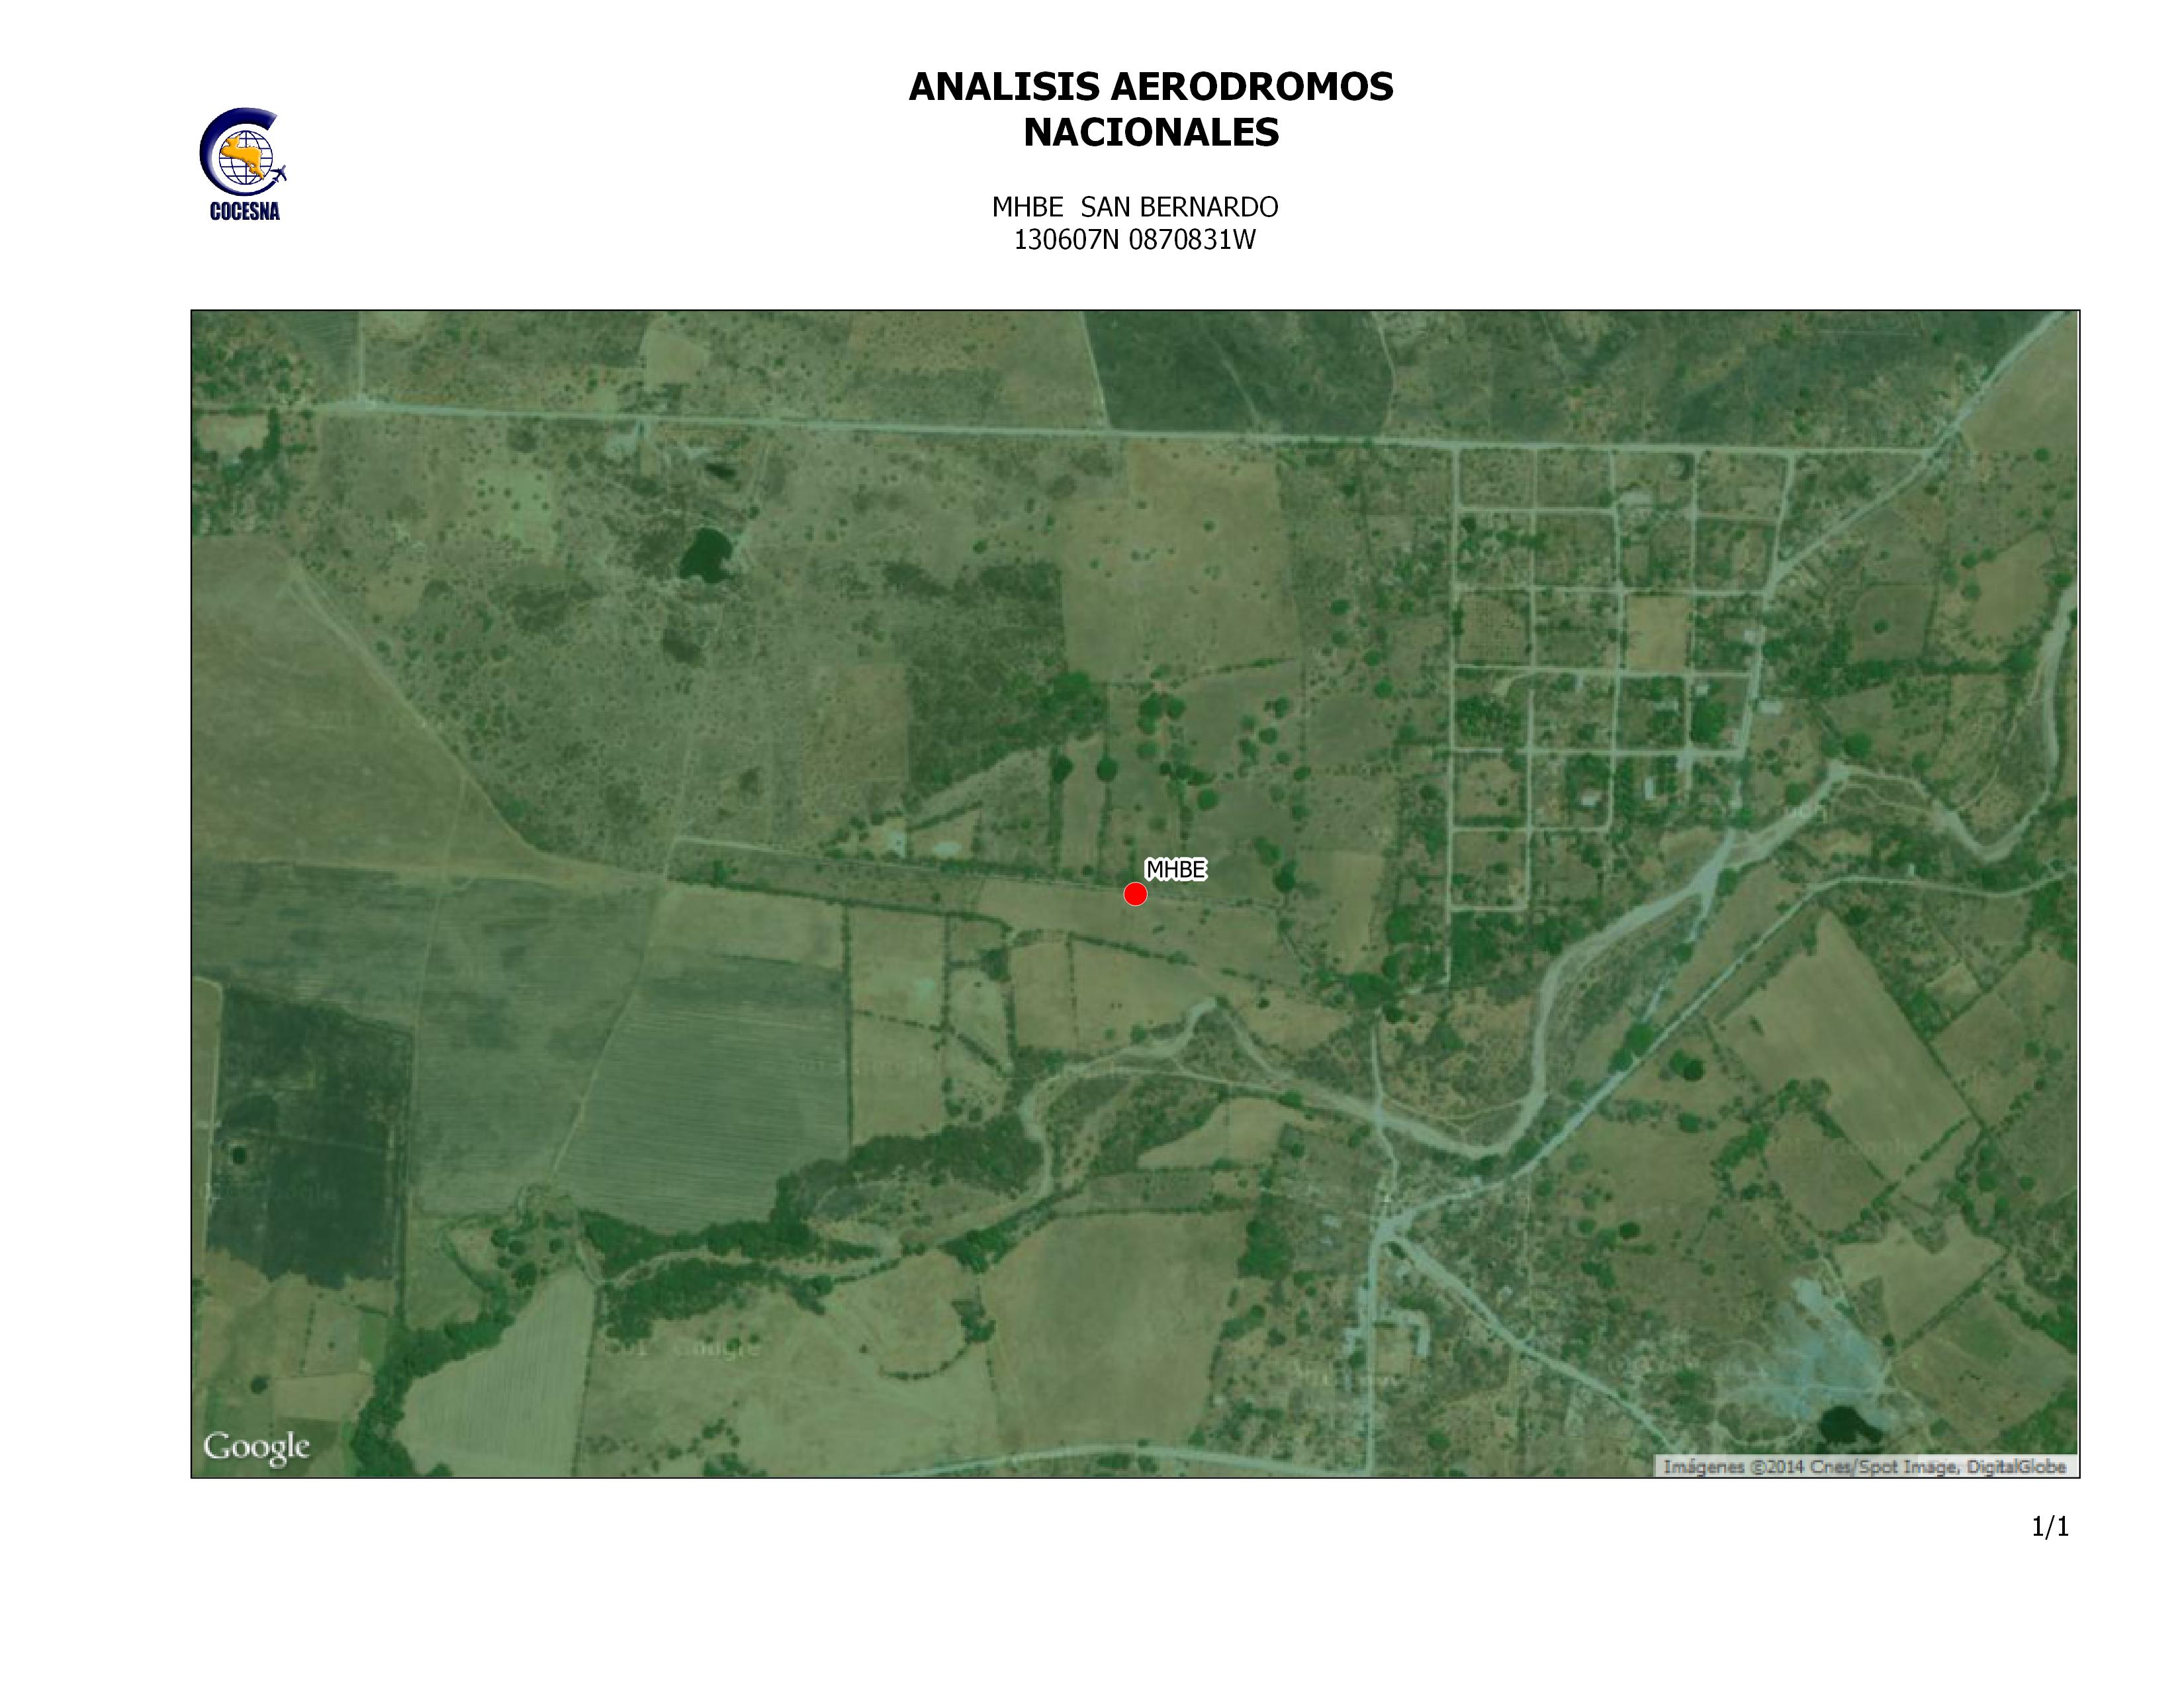 ANALISIS AERODROMOS
NACIONALES
COCESNA
MHBE SAN BERNARDO
130607N 0870831W
MHBE
Google
Imágenes ©2014 Cnes/Spot Image, DigitalGlobe
1/1